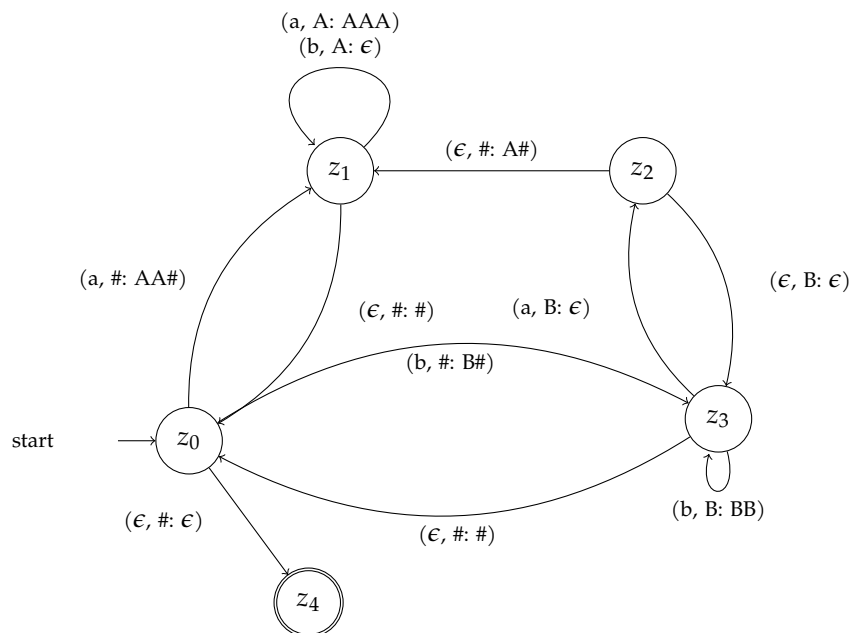 (a, A: AAA)
(b, A: ϵ)
z₁
(ϵ, #: A#)
z₂
(a, #: AA#)
(ϵ, B: ϵ)
(ϵ, #: #)
(a, B: ϵ)
(b, #: B#)
z₃
start
z₀
(b, B: BB)
(ϵ, #: ϵ)
(ϵ, #: #)
z₄